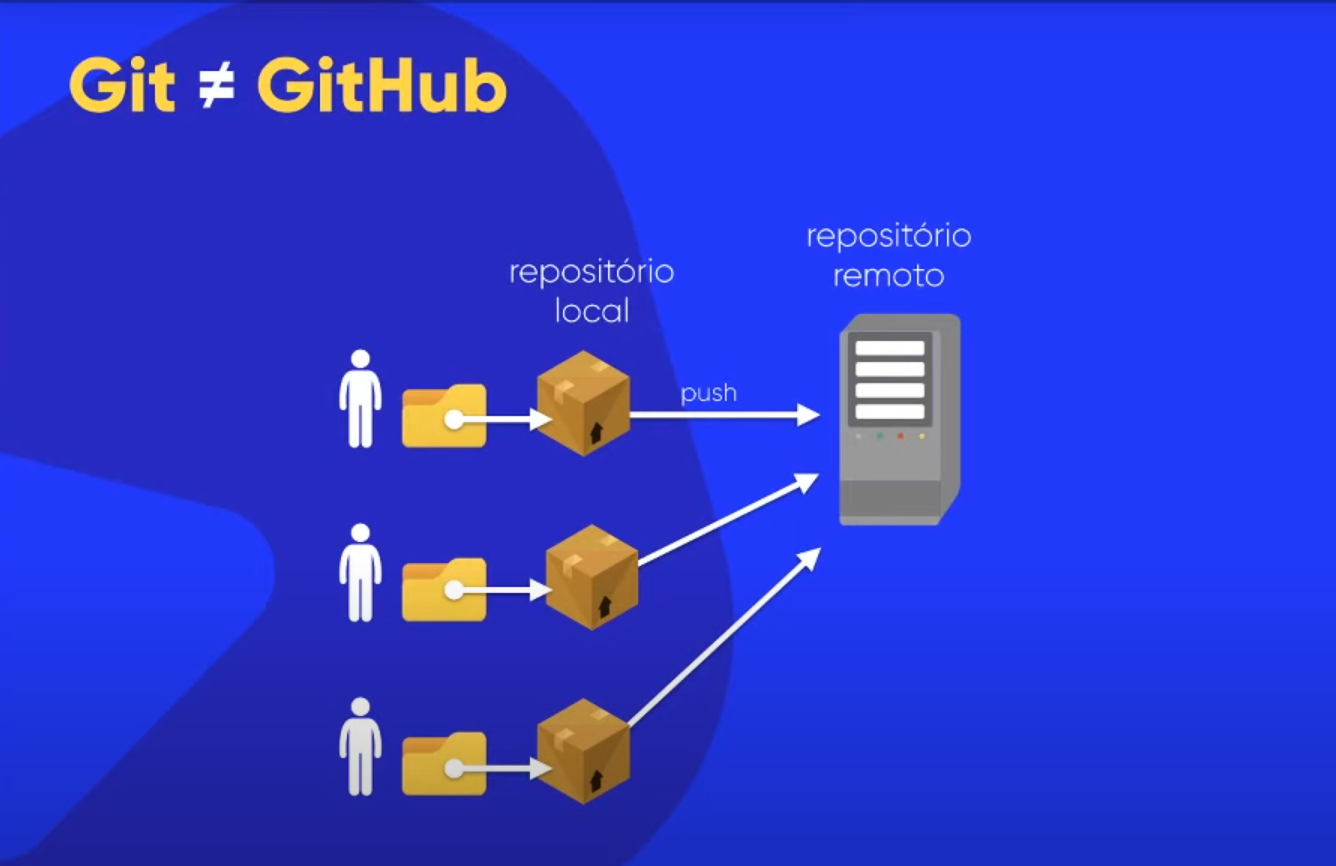 Git ≠ GitHub
repositório
remoto
repositório
local
push